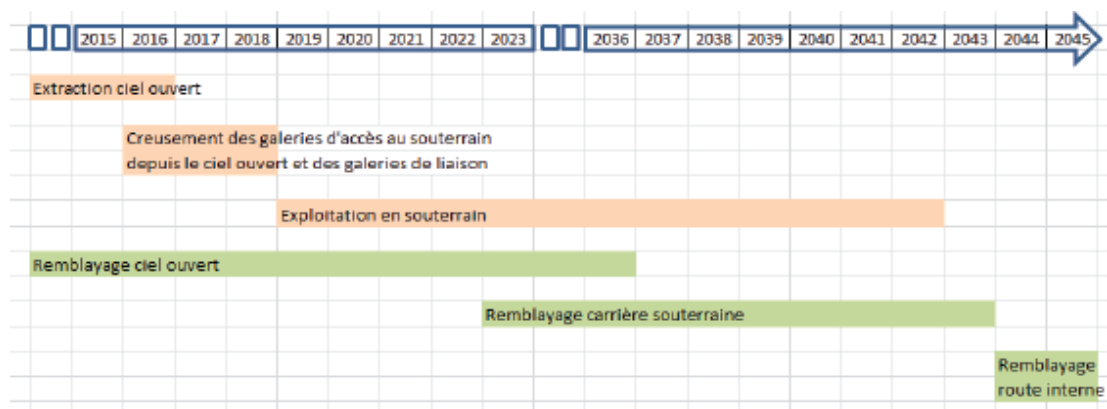 2015 2016 2017 2018 2019 2020 2021 2022 2023 2036 2037 2038 2039 2040 2041 2042 2043 2044 2045
Extraction ciel ouvert
Creusement des galeries d'accès au souterrain
depuis le ciel ouvert et des galeries de liaison
Exploitation en souterrain
Remblayage ciel ouvert
Remblayage carrière souterraine
Remblayage
route interne